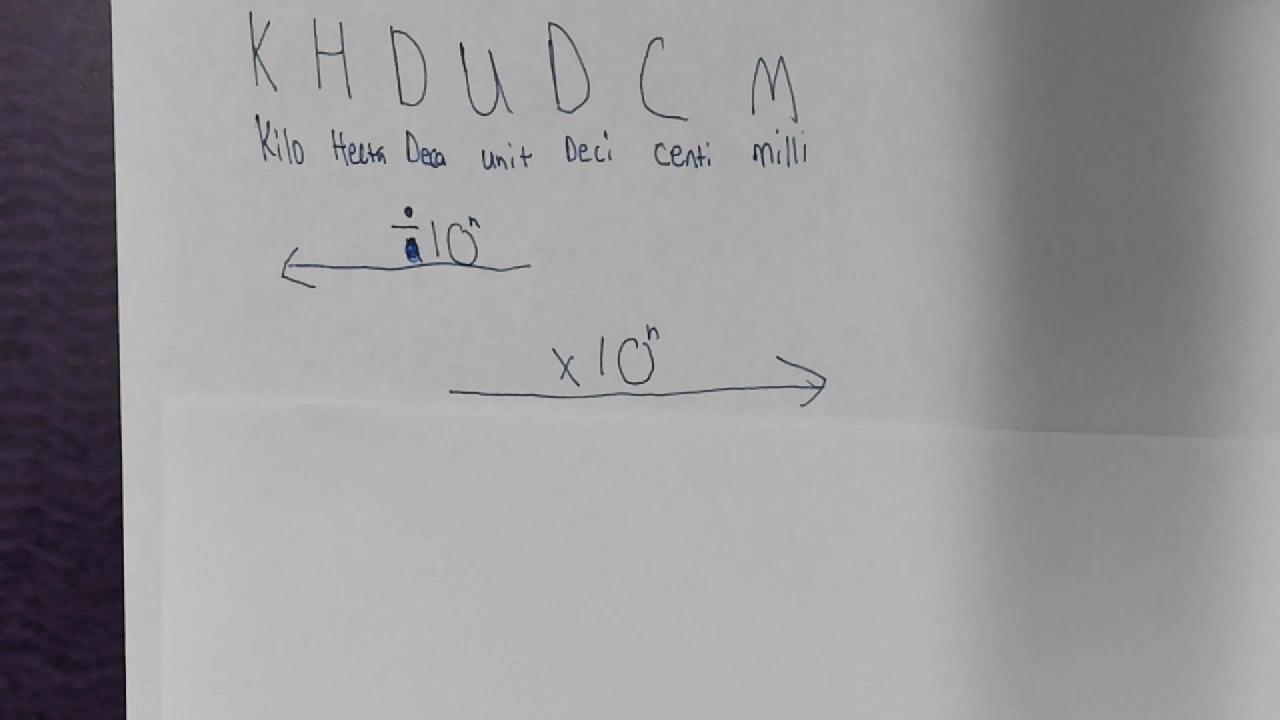 K H D U D C M
Kilo Hecta Deca unit Deci centi milli
÷10ⁿ
x10ⁿ